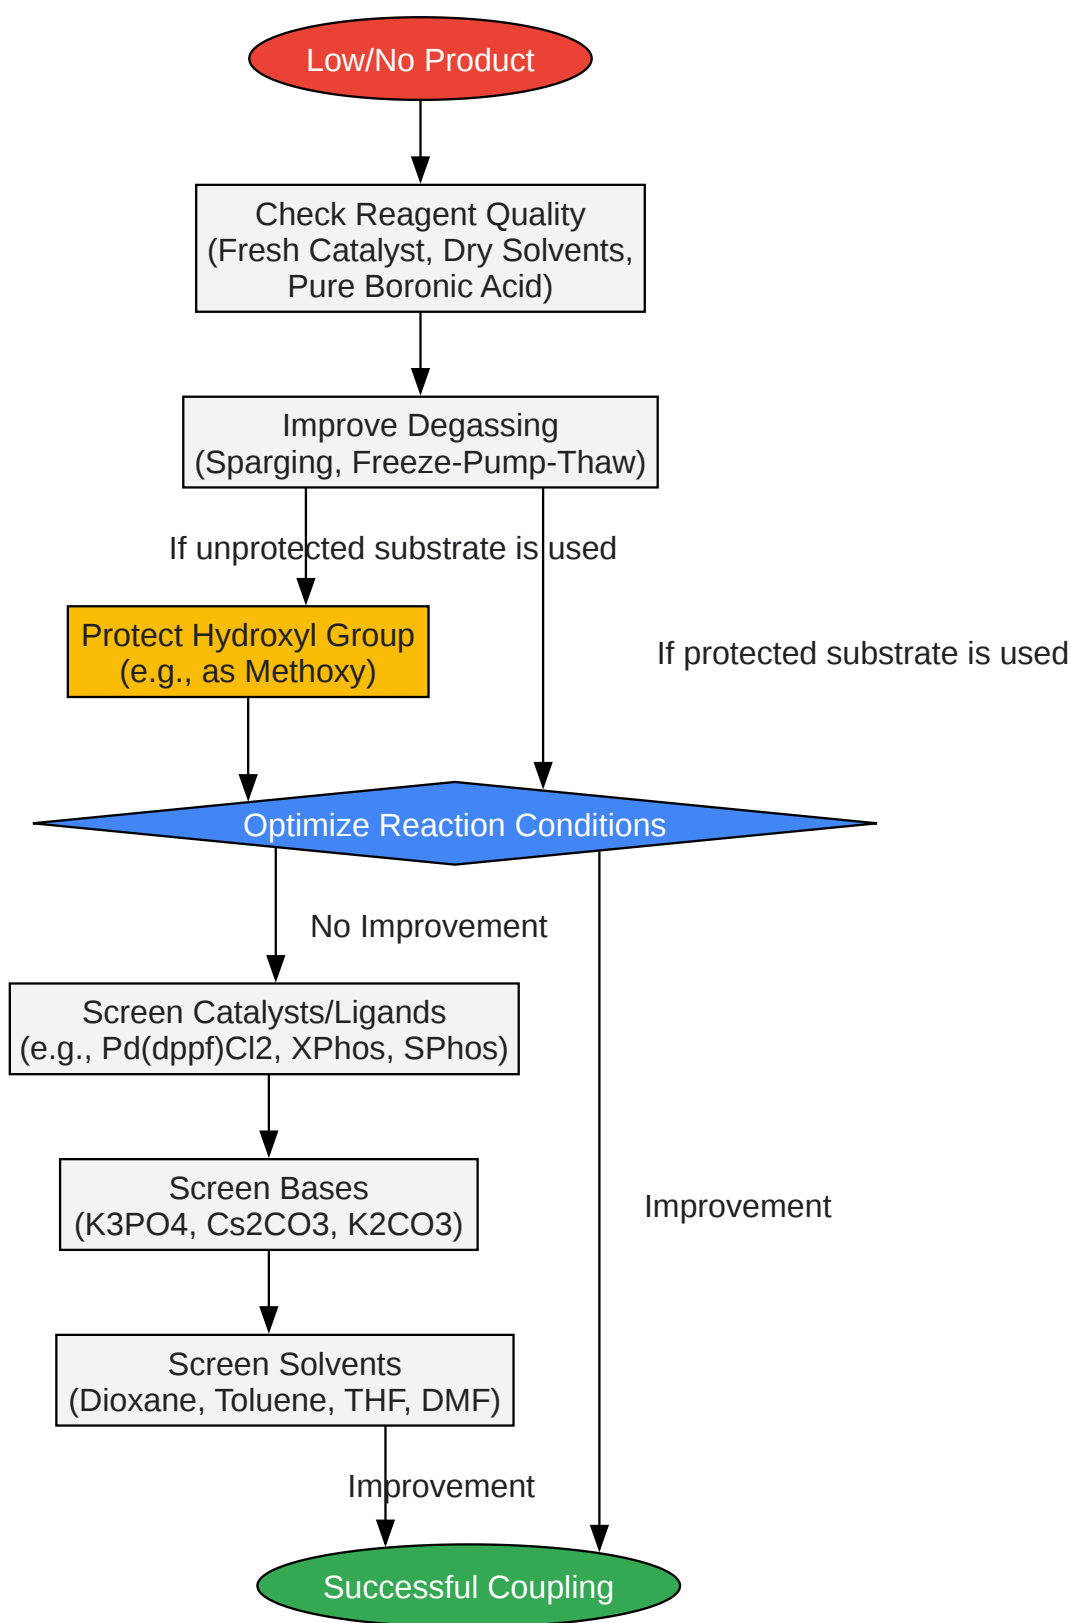 Low/No Product
Check Reagent Quality
(Fresh Catalyst, Dry Solvents,
Pure Boronic Acid)
Improve Degassing
(Sparging, Freeze-Pump-Thaw)
If unprotected substrate is used
Protect Hydroxyl Group
(e.g., as Methoxy)
If protected substrate is used
Optimize Reaction Conditions
No Improvement
Screen Catalysts/Ligands
(e.g., Pd(dppf)Cl2, XPhos, SPhos)
Screen Bases
(K3PO4, Cs2CO3, K2CO3)
Improvement
Screen Solvents
(Dioxane, Toluene, THF, DMF)
Improvement
Successful Coupling